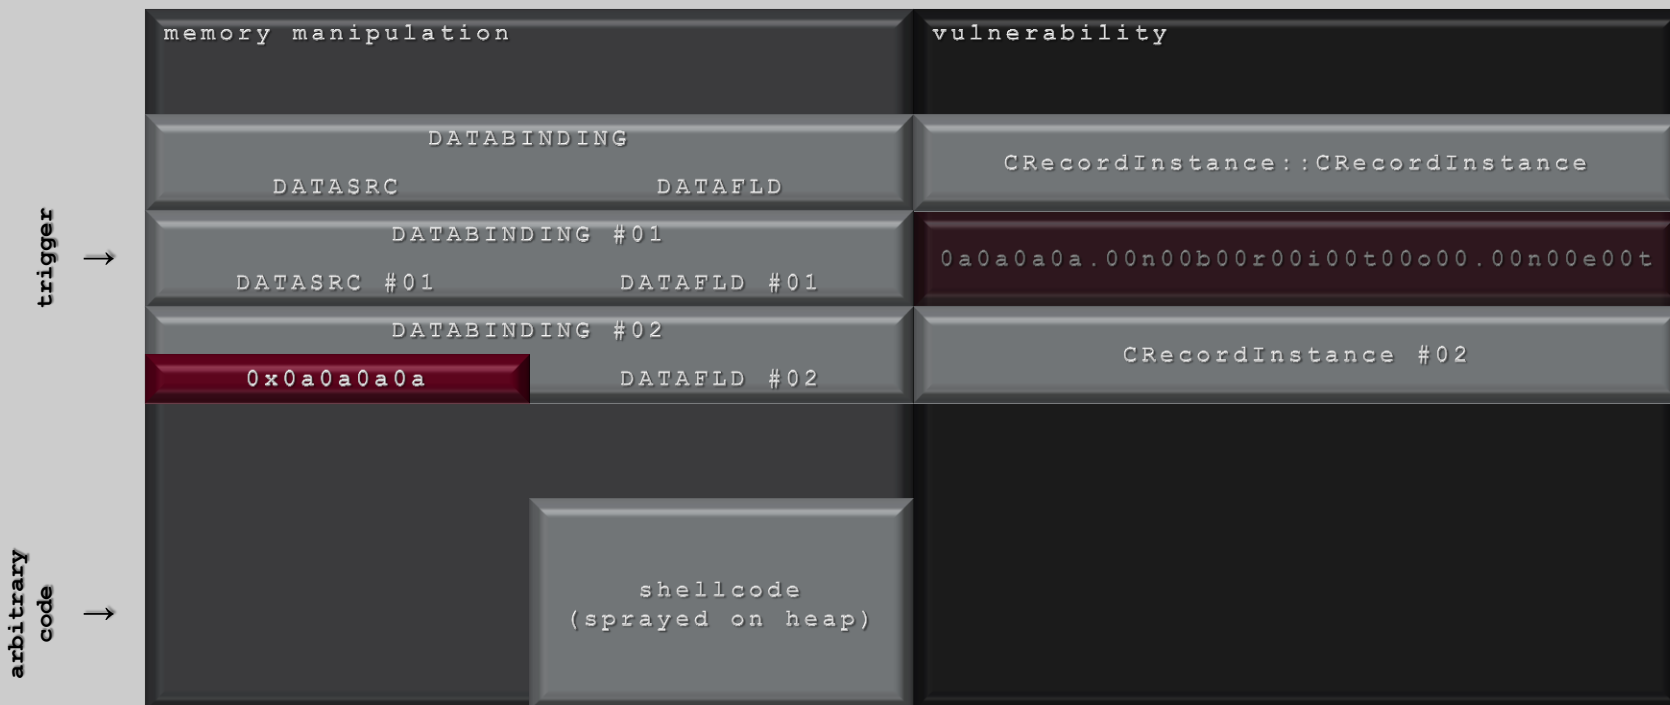 memory manipulation
vulnerability
DATABINDING
DATASRC DATAFLD
CRecordInstance::CRecordInstance
trigger →
DATABINDING #01
DATASRC #01 DATAFLD #01
0a0a0a0a.00n00b00r00i00t00o00.00n00e00t
DATABINDING #02
0x0a0a0a0a DATAFLD #02
CRecordInstance #02
arbitrary
code →
shellcode
(sprayed on heap)